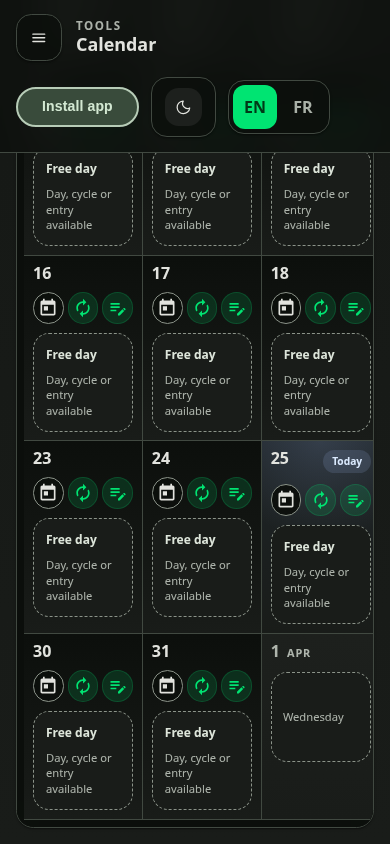 TOOLS
Calendar
Install app
EN
FR
Free day
Day, cycle or
entry
available
Free day
Day, cycle or
entry
available
Free day
Day, cycle or
entry
available
16
Free day
Day, cycle or
entry
available
17
Free day
Day, cycle or
entry
available
18
Free day
Day, cycle or
entry
available
23
Free day
Day, cycle or
entry
available
24
Free day
Day, cycle or
entry
available
25
Today
Free day
Day, cycle or
entry
available
30
Free day
Day, cycle or
entry
available
31
Free day
Day, cycle or
entry
available
1 APR
Wednesday